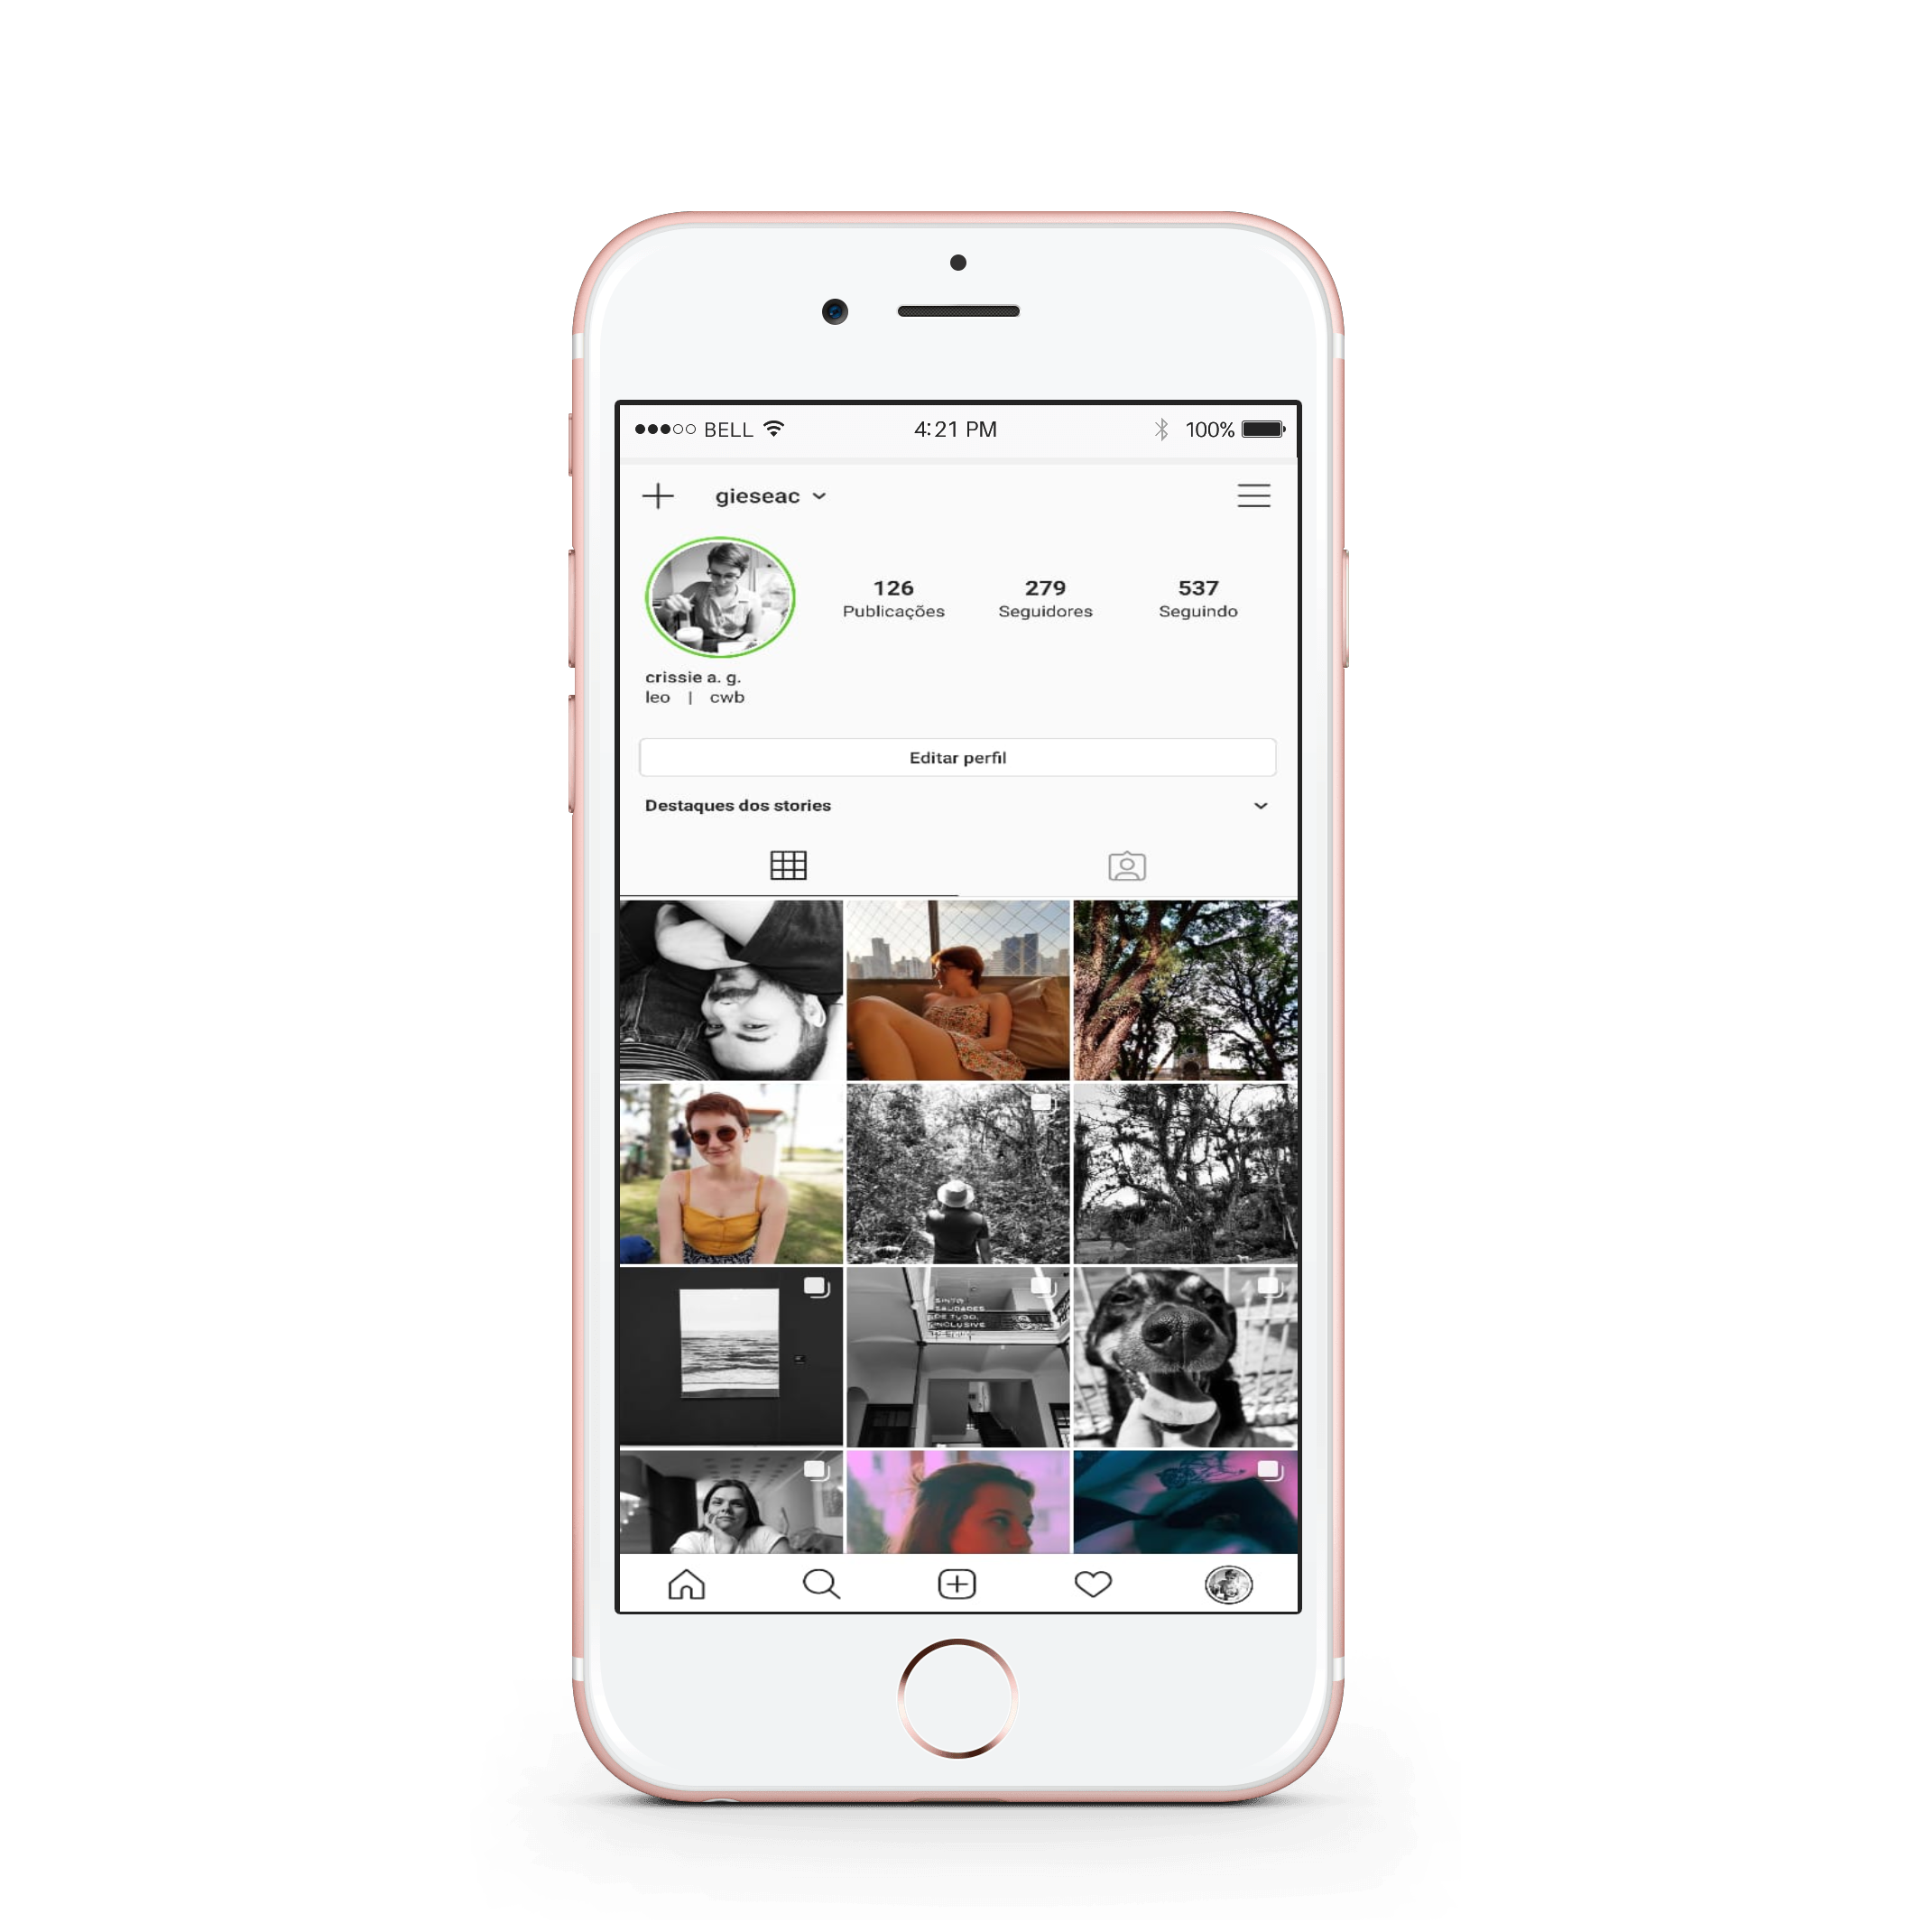 BELL 4:21 PM 100%
gieseac
126 279 537
Publicações Seguidores Seguindo
crissie a. g.
leo | cwb
Editar perfil
Destaques dos stories
SINTO
SAUDADES
DE TUDO,
INCLUSIVE